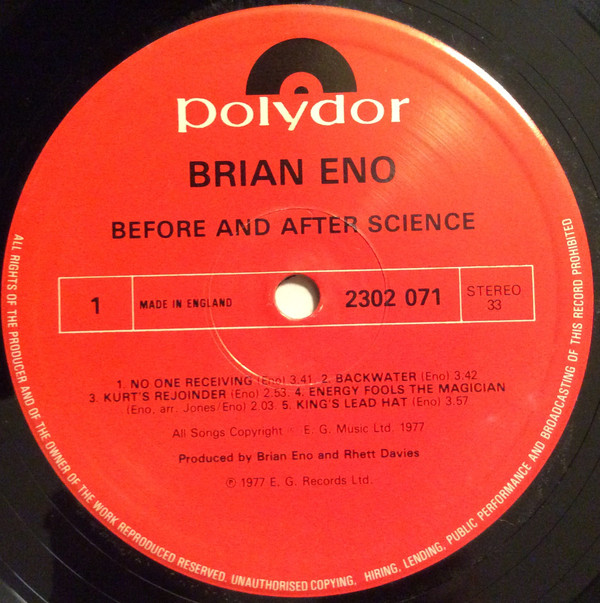 polydor
BRIAN ENO
BEFORE AND AFTER SCIENCE
1
MADE IN ENGLAND
2302 071
STEREO
33
1. NO ONE RECEIVING (Eno) 3.41 2. BACKWATER (Eno) 3.42
3. KURT'S REJOINDER (Eno) 2.53. 4. ENERGY FOOLS THE MAGICIAN
(Eno, arr. Jones/Eno) 2.03. 5. KING'S LEAD HAT (Eno) 3.57
All Songs Copyright E. G. Music Ltd. 1977
Produced by Brian Eno and Rhett Davies
℗ 1977 E. G. Records Ltd.
ALL RIGHTS OF THE PRODUCER AND OF THE OWNER OF THE WORK REPRODUCED RESERVED. UNAUTHORISED COPYING, HIRING, LENDING, PUBLIC PERFORMANCE AND BROADCASTING OF THIS RECORD PROHIBITED